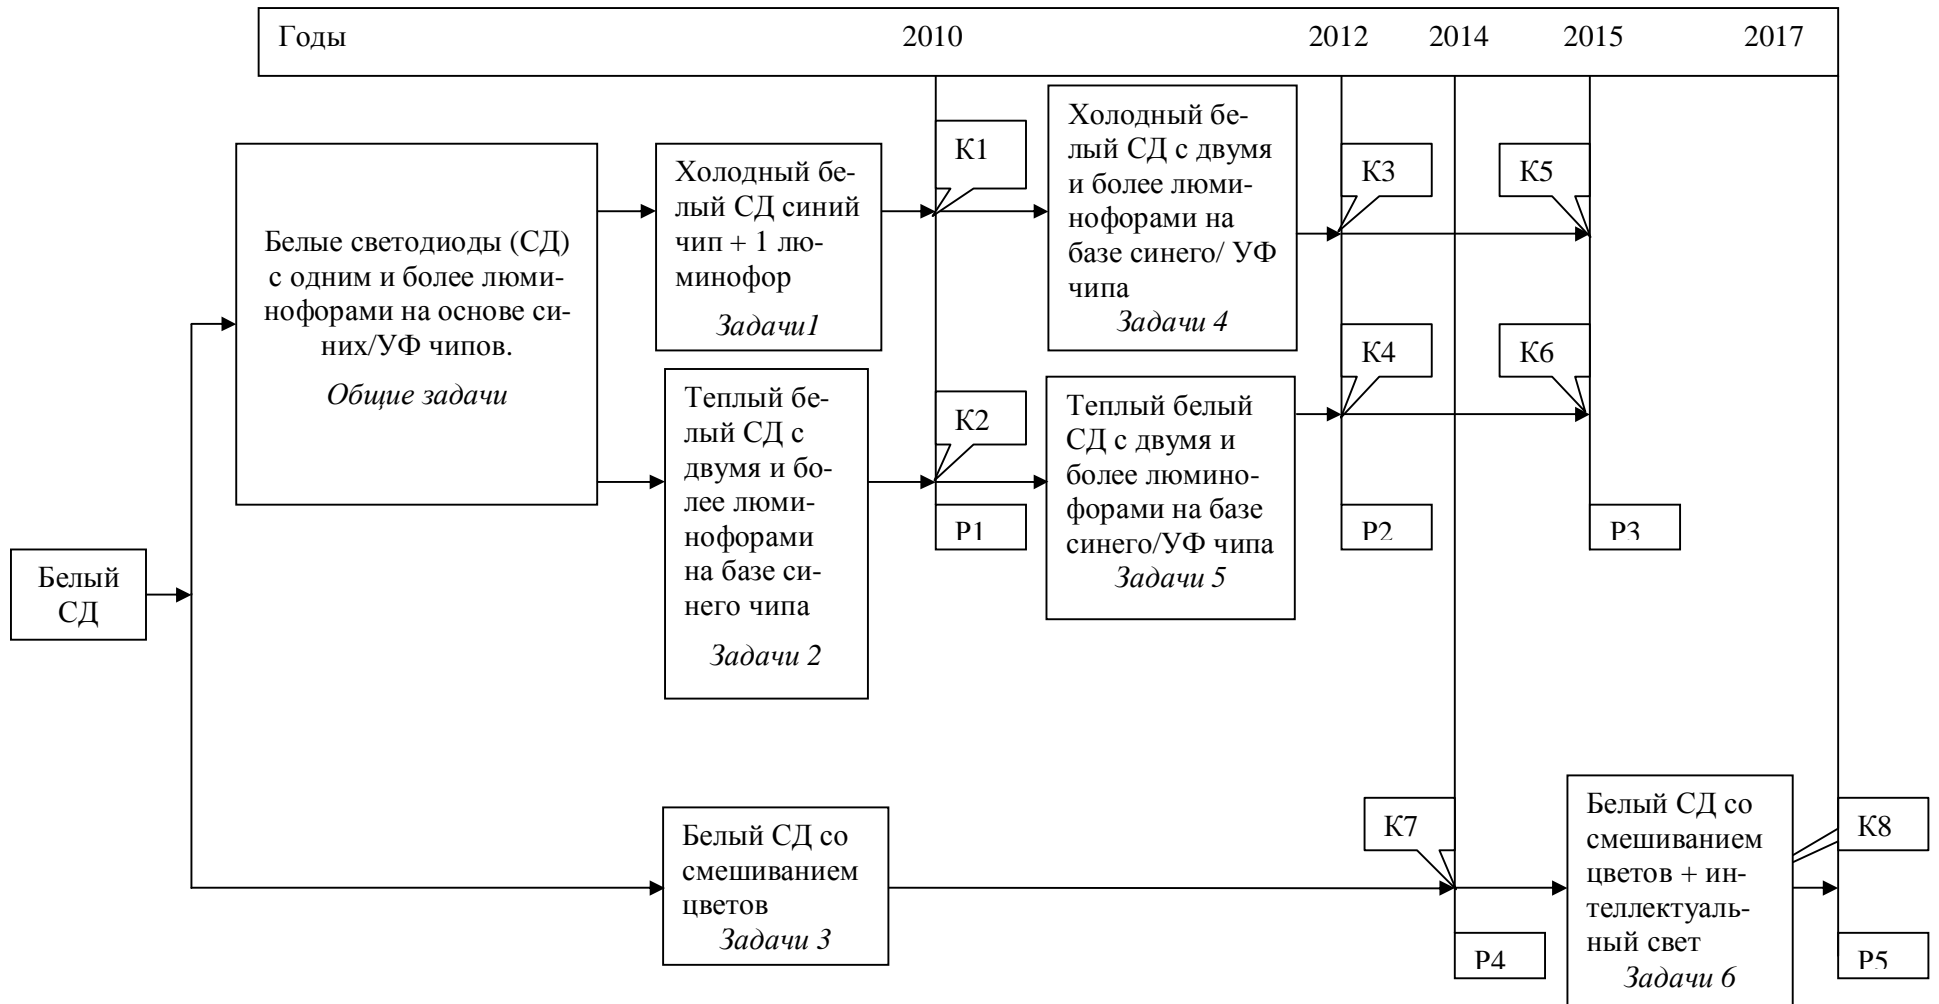 Годы 2010 2012 2014 2015 2017
Белый
СД
Белые светодиоды (СД)
с одним и более люми-
нофорами на основе си-
них/УФ чипов.
Общие задачи
Холодный бе-
лый СД синий
чип + 1 лю-
минофор
Задачи1
К1
Холодный бе-
лый СД с двумя
и более люми-
нофорами на
базе синего/ УФ
чипа
Задачи 4
К3
К5
Теплый бе-
лый СД с
двумя и бо-
лее люми-
нофорами
на базе си-
него чипа
Задачи 2
К2
Р1
Теплый белый
СД с двумя и
более люмино-
форами на базе
синего/УФ чипа
Задачи 5
К4
К6
Р2
Р3
Белый СД со
смешиванием
цветов
Задачи 3
К7
Р4
Белый СД со
смешиванием
цветов + ин-
теллектуаль-
ный свет
Задачи 6
К8
Р5